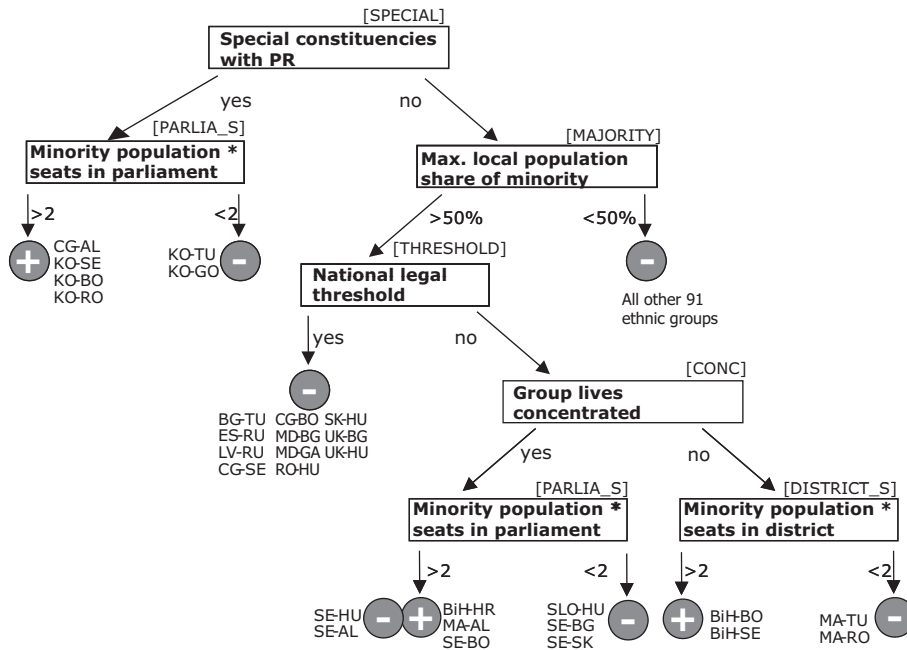 [SPECIAL]
Special constituencies
with PR
yes
no
[PARLIA_S]
Minority population *
seats in parliament
[MAJORITY]
Max. local population
share of minority
>2
<2
>50%
<50%
+
CG-AL
KO-SE
KO-BO
KO-RO
KO-TU
KO-GO
-
[THRESHOLD]
National legal
threshold
-
All other 91
ethnic groups
yes
no
-
BG-TU CG-BO SK-HU
ES-RU MD-BG UK-BG
LV-RU MD-GA UK-HU
CG-SE RO-HU
[CONC]
Group lives
concentrated
yes
no
[PARLIA_S]
Minority population *
seats in parliament
[DISTRICT_S]
Minority population *
seats in district
>2
<2
>2
<2
SE-HU
SE-AL
-
+
BiH-HR
MA-AL
SE-BO
SLO-HU
SE-BG
SE-SK
-
+
BiH-BO
BiH-SE
MA-TU
MA-RO
-